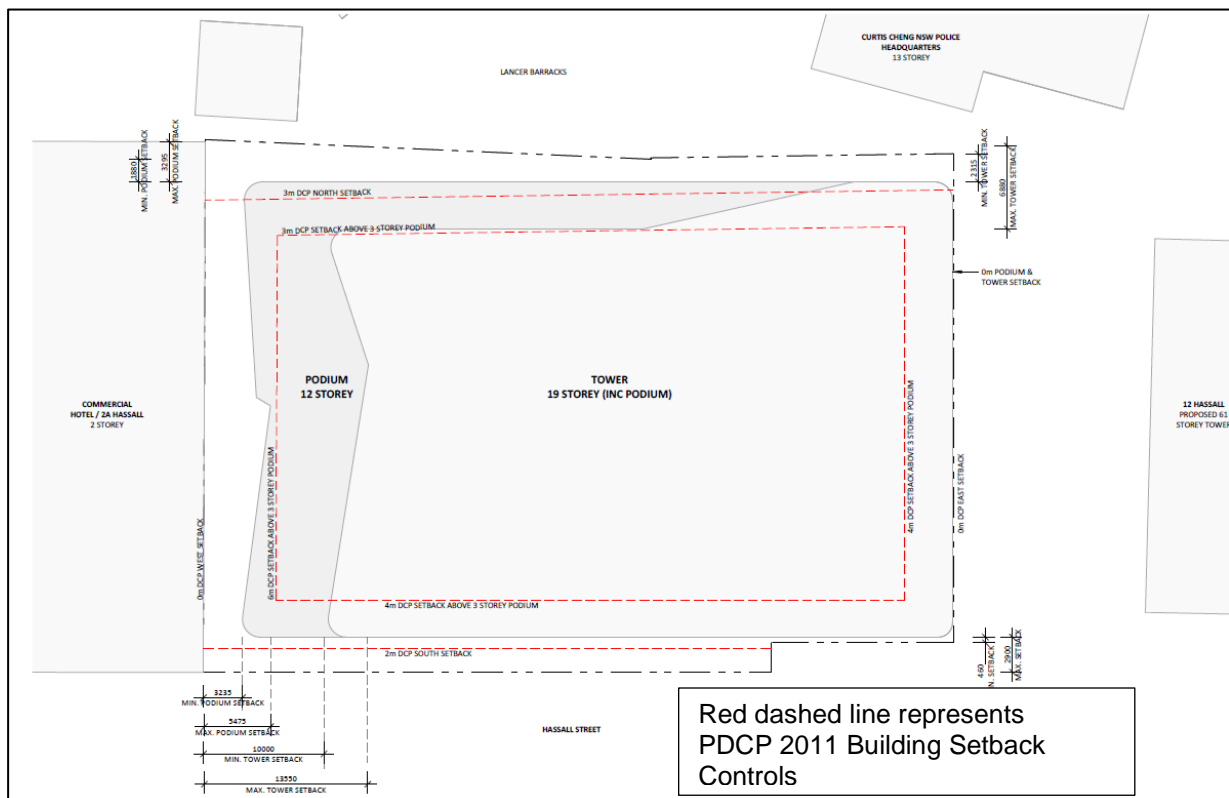 CURTIS CHENG NSW POLICE
HEADQUARTERS
13 STOREY
LANCER BARRACKS
1880
MIN. PODIUM SETBACK
3295
MAX. PODIUM SETBACK
2315
MIN. TOWER SETBACK
6880
MAX. TOWER SETBACK
3m DCP NORTH SETBACK
3m DCP SETBACK ABOVE 3 STOREY PODIUM
0m PODIUM &
TOWER SETBACK
PODIUM
12 STOREY
TOWER
19 STOREY (INC PODIUM)
COMMERCIAL
HOTEL / 2A HASSALL
2 STOREY
12 HASSALL
PROPOSED 61
STOREY TOWER
0m DCP WEST SETBACK
6m DCP SETBACK ABOVE 3 STOREY PODIUM
4m DCP SETBACK ABOVE 3 STOREY PODIUM
0m DCP EAST SETBACK
4m DCP SETBACK ABOVE 3 STOREY PODIUM
2m DCP SOUTH SETBACK
460
N. SETBACK
2900
MAX. SETBACK
3235
MIN. PODIUM SETBACK
5475
MAX. PODIUM SETBACK
10000
MIN. TOWER SETBACK
13550
MAX. TOWER SETBACK
HASSALL STREET
Red dashed line represents
PDCP 2011 Building Setback
Controls